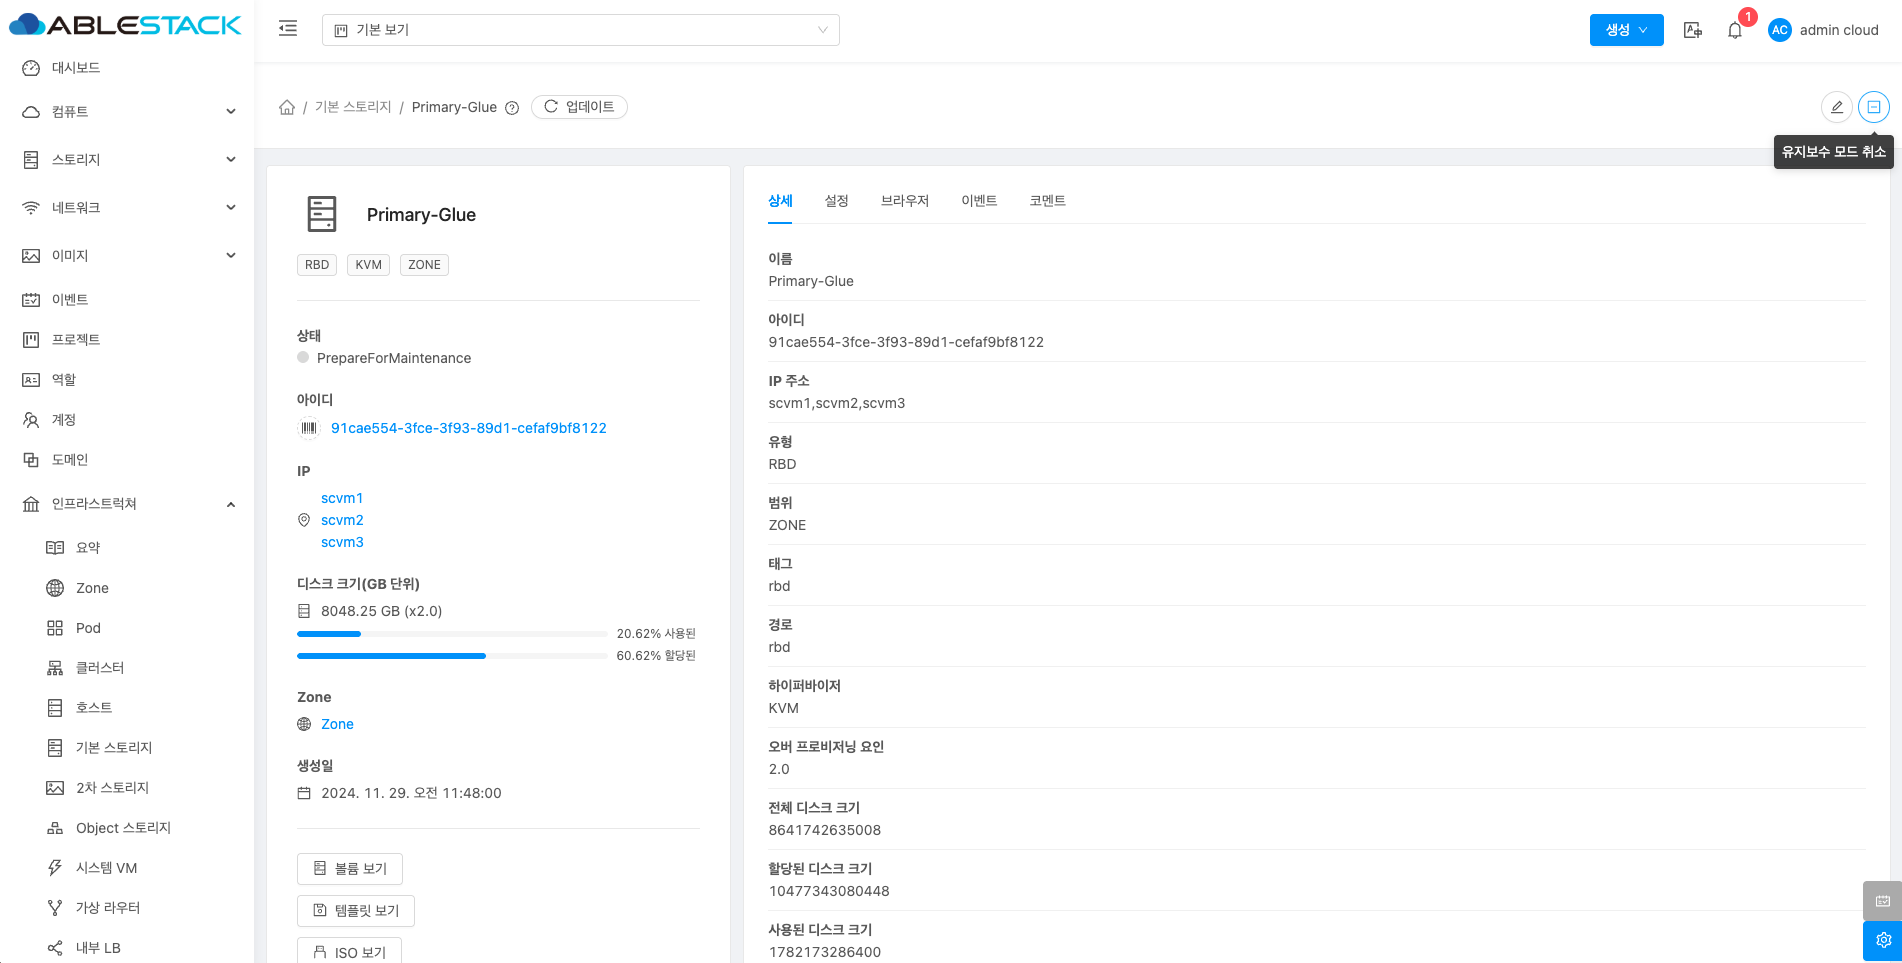 ABLESTACK
기본 보기
생성
1
AC
admin cloud
대시보드
컴퓨트
스토리지
네트워크
이미지
이벤트
프로젝트
역할
계정
도메인
인프라스트럭쳐
요약
Zone
Pod
클러스터
호스트
기본 스토리지
2차 스토리지
Object 스토리지
시스템 VM
가상 라우터
내부 LB
/ 기본 스토리지 / Primary-Glue
업데이트
유지보수 모드 취소
Primary-Glue
RBD KVM ZONE
상태
PrepareForMaintenance
아이디
91cae554-3fce-3f93-89d1-cefaf9bf8122
IP
scvm1
scvm2
scvm3
디스크 크기(GB 단위)
8048.25 GB (x2.0)
20.62% 사용된
60.62% 할당된
Zone
Zone
생성일
2024. 11. 29. 오전 11:48:00
볼륨 보기
템플릿 보기
ISO 보기
상세 설정 브라우저 이벤트 코멘트
이름
Primary-Glue
아이디
91cae554-3fce-3f93-89d1-cefaf9bf8122
IP 주소
scvm1,scvm2,scvm3
유형
RBD
범위
ZONE
태그
rbd
경로
rbd
하이퍼바이저
KVM
오버 프로비저닝 요인
2.0
전체 디스크 크기
8641742635008
할당된 디스크 크기
10477343080448
사용된 디스크 크기
1782173286400